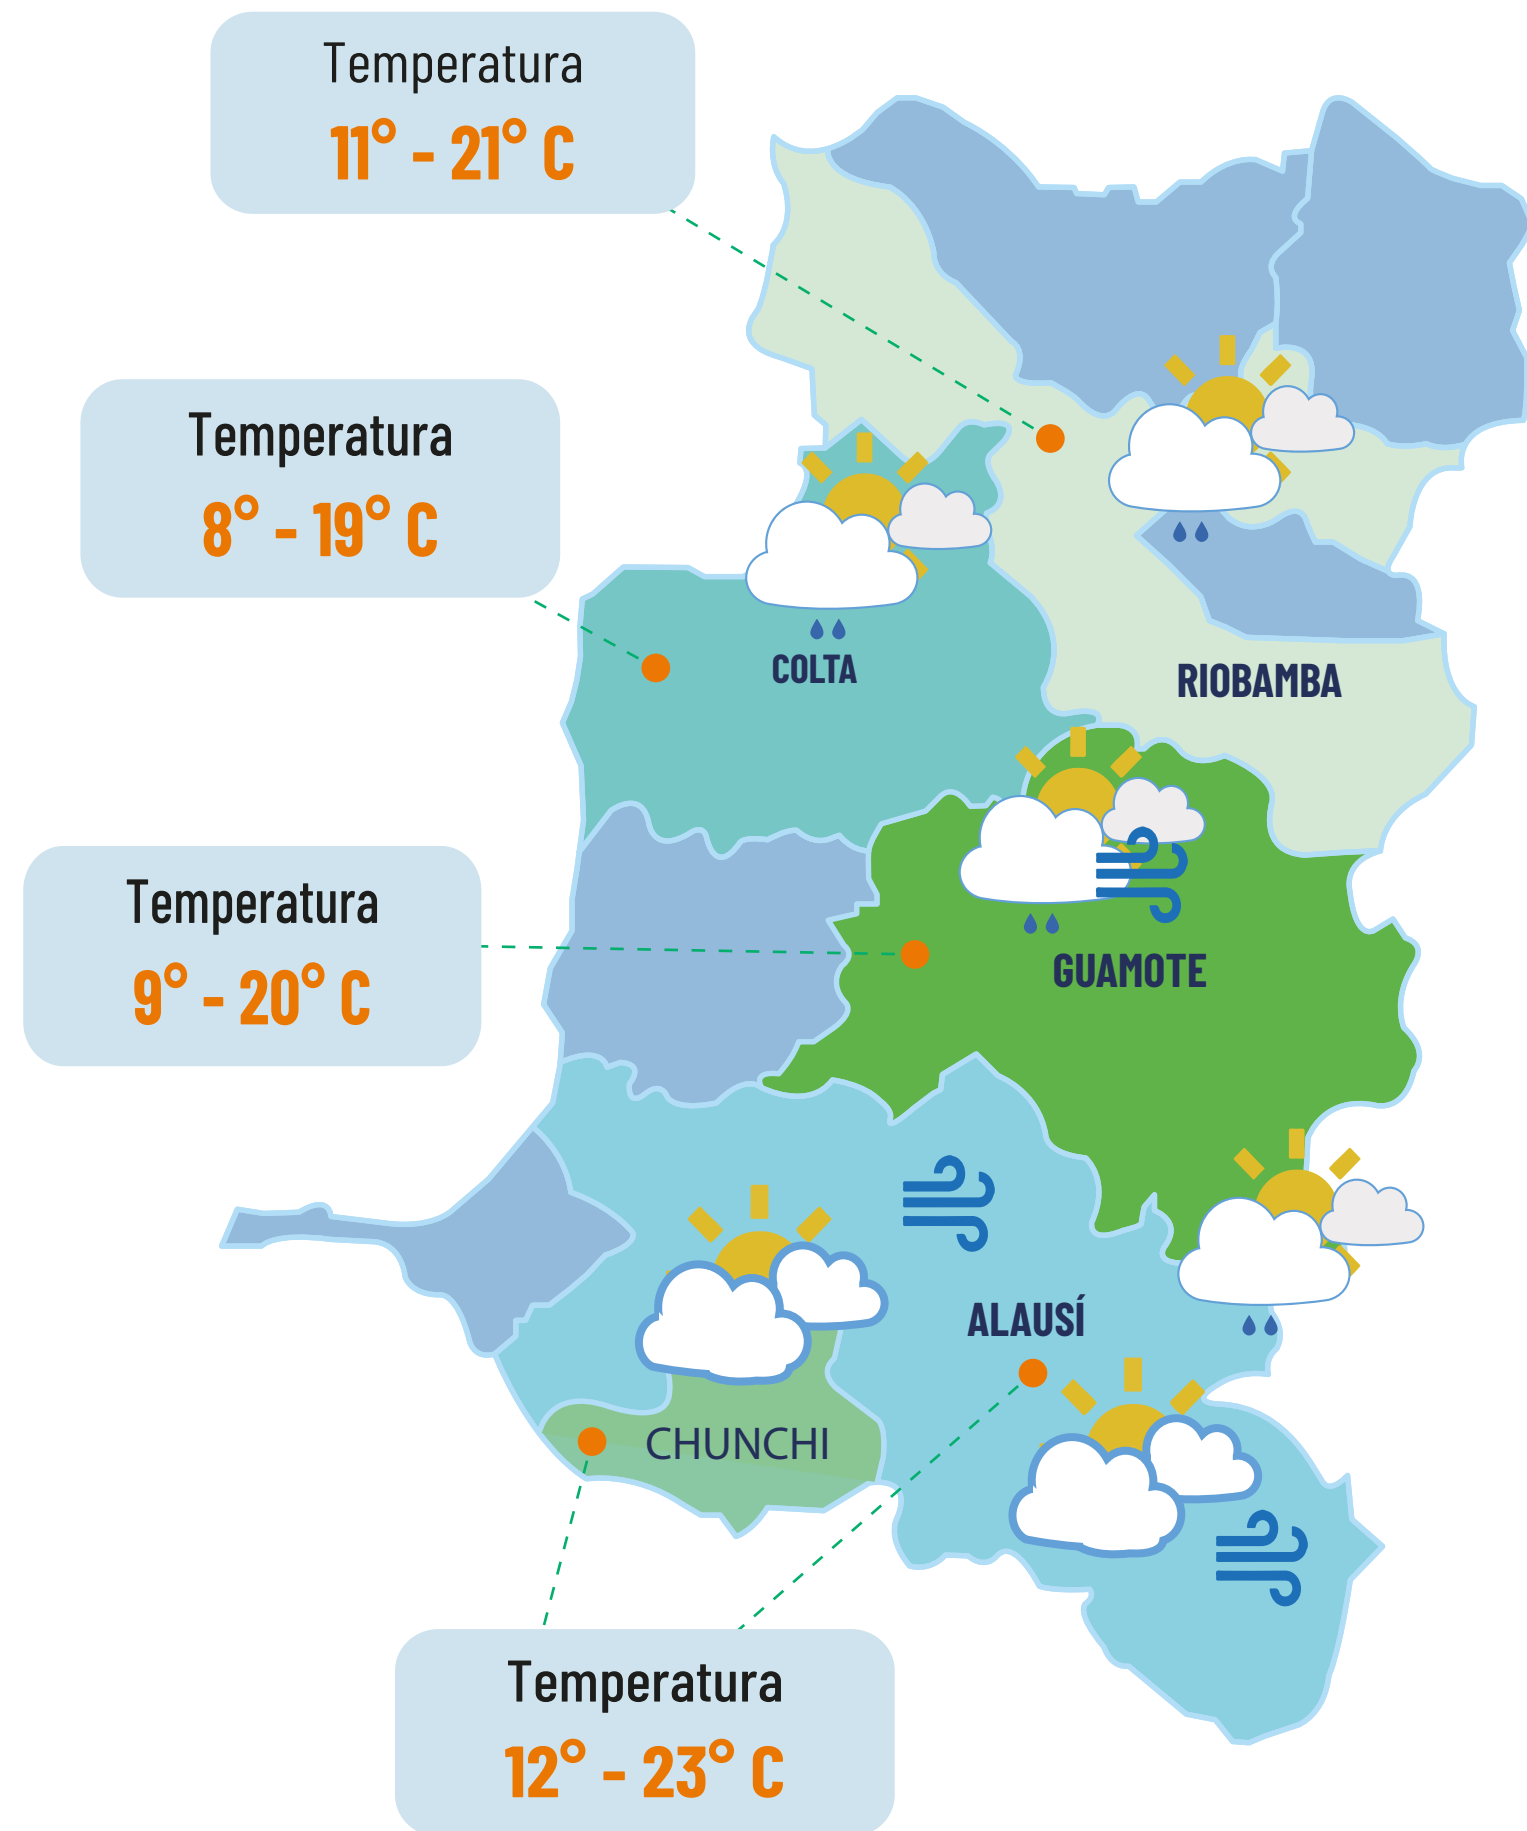 Temperatura
11° - 21° C
Temperatura
8° - 19° C
COLTA
RIOBAMBA
Temperatura
9° - 20° C
GUAMOTE
ALAUSÍ
CHUNCHI
Temperatura
12° - 23° C